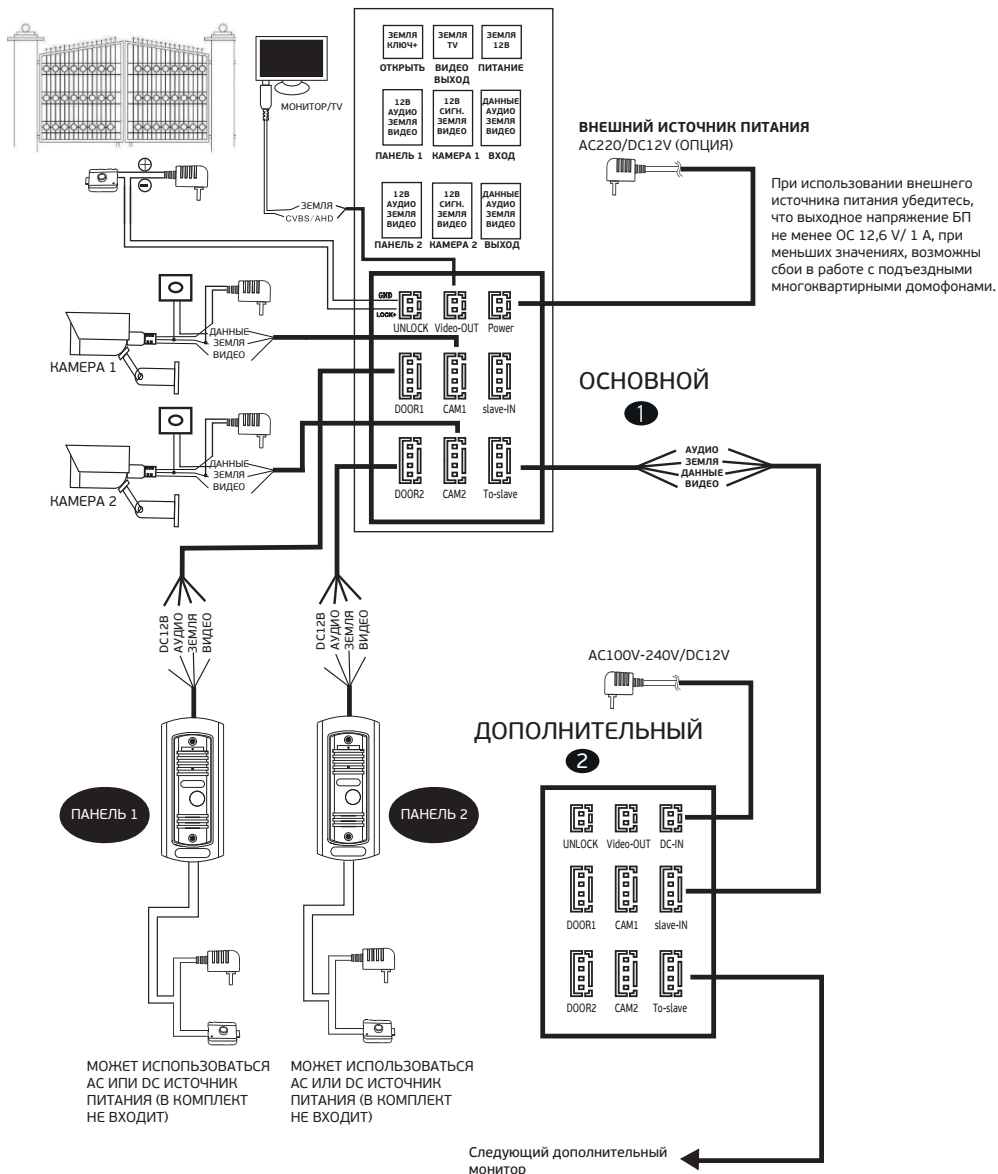 ЗЕМЛЯ
КЛЮЧ+
ОТКРЫТЬ
ЗЕМЛЯ
TV
ВИДЕО
ВЫХОД
ЗЕМЛЯ
12В
ПИТАНИЕ
12В
АУДИО
ЗЕМЛЯ
ВИДЕО
ПАНЕЛЬ 1
12В
СИГН.
ЗЕМЛЯ
ВИДЕО
КАМЕРА 1
ДАННЫЕ
АУДИО
ЗЕМЛЯ
ВИДЕО
ВХОД
12В
АУДИО
ЗЕМЛЯ
ВИДЕО
ПАНЕЛЬ 2
12В
СИГН.
ЗЕМЛЯ
ВИДЕО
КАМЕРА 2
ДАННЫЕ
АУДИО
ЗЕМЛЯ
ВИДЕО
ВЫХОД
МОНИТОР/TV
ЗЕМЛЯ
CVBS/AHD
ВНЕШНИЙ ИСТОЧНИК ПИТАНИЯ
AC220/DC12V (ОПЦИЯ)
При использовании внешнего
источника питания убедитесь,
что выходное напряжение БП
не менее ОС 12,6 V/ 1 А, при
меньших значениях, возможны
сбои в работе с подъездными
многоквартирными домофонами.
GND
LOCK+
UNLOCK Video-OUT Power
DOOR1 CAM1 slave-IN
DOOR2 CAM2 To-slave
ДАННЫЕ
ЗЕМЛЯ
ВИДЕО
КАМЕРА 1
ДАННЫЕ
ЗЕМЛЯ
ВИДЕО
КАМЕРА 2
ОСНОВНОЙ
1
АУДИО
ЗЕМЛЯ
ДАННЫЕ
ВИДЕО
DC12В
АУДИО
ЗЕМЛЯ
ВИДЕО
DC12В
АУДИО
ЗЕМЛЯ
ВИДЕО
ПАНЕЛЬ 1
ПАНЕЛЬ 2
AC100V-240V/DC12V
ДОПОЛНИТЕЛЬНЫЙ
2
UNLOCK Video-OUT DC-IN
DOOR1 CAM1 slave-IN
DOOR2 CAM2 To-slave
МОЖЕТ ИСПОПЬЗОВАТЬСЯ
АС ИПИ DC ИСТОЧНИК
ПИТАНИЯ (В КОМПЛЕКТ
НЕ ВХОДИТ)
МОЖЕТ ИСПОЛЬЗОВАТЬСЯ
АС ИЛИ DC ИСТОЧНИК
ПИТАНИЯ (В КОМПЛЕКТ
НЕ ВХОДИТ)
Следующий дополнительный
монитор